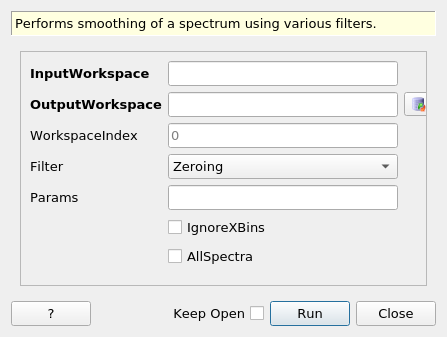 Performs smoothing of a spectrum using various filters.
InputWorkspace
OutputWorkspace
WorkspaceIndex 0
Filter Zeroing
Params
IgnoreXBins
AllSpectra
? Keep Open Run Close